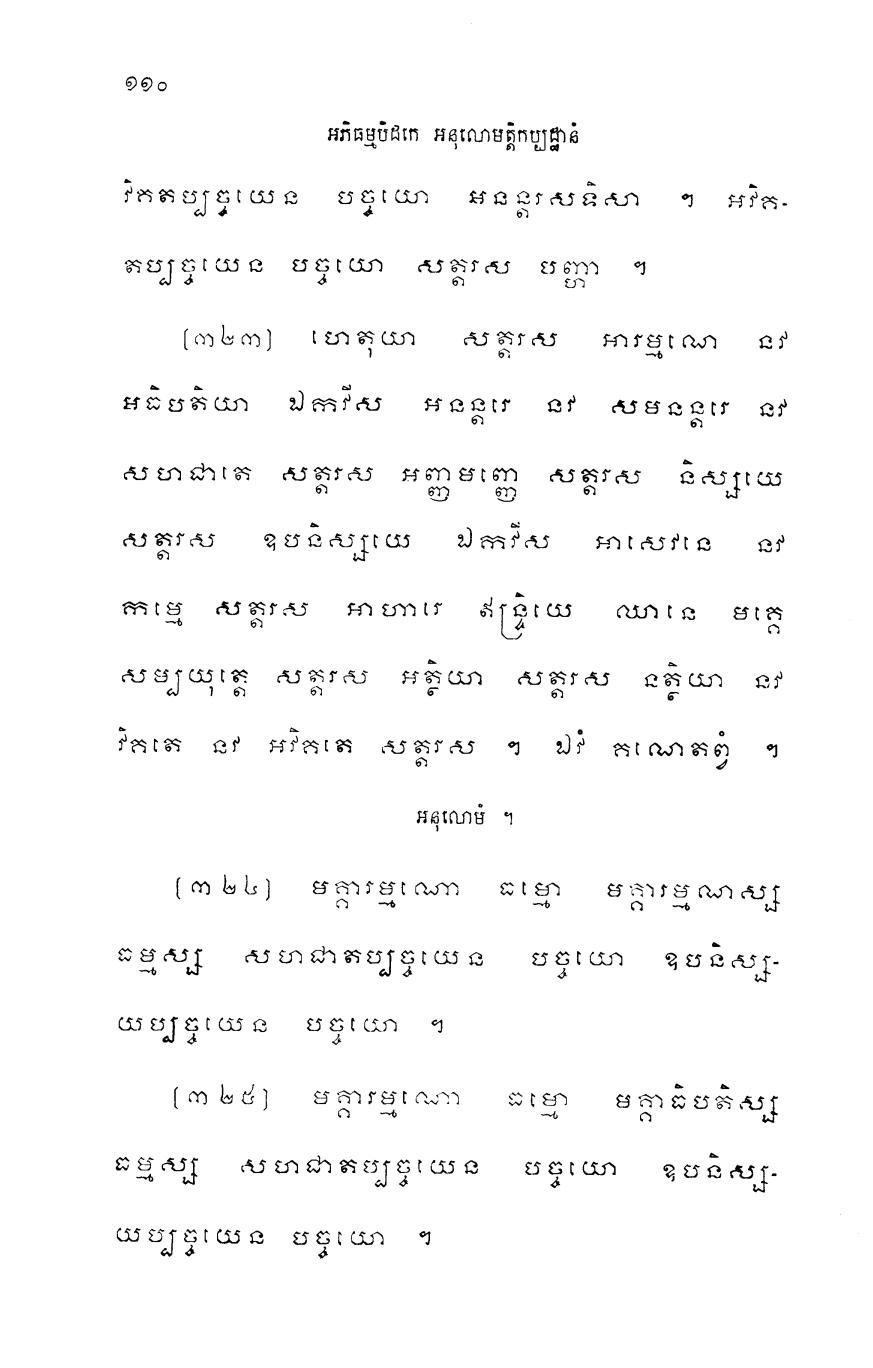 ១១០
អភិធម្មបិដកេ អនុលោមត្តិកប្បដ្ឋានំ
វិគតប្បច្ចយេន បច្ចយោ អនន្តរសទិសា ។ អវិគ-
តប្បច្ចយេន បច្ចយោ សត្តរស បញ្ហា ។
[៣២៣] ហេតុយា សត្តរស អារម្មណេ នវ
អធិបតិយា ឯកវីស អនន្តរេ នវ សមនន្តរេ នវ
សហជាតេ សត្តរស អញ្ញមញ្ញេ សត្តរស និស្សយេ
សត្តរស ឧបនិស្សយេ ឯកវីស អាសេវនេ នវ
កម្មេ សត្តរស អាហារេ ឥន្ទ្រិយេ ឈានេ មគ្គេ
សម្បយុត្តេ សត្តរស អត្ថិយា សត្តរស នត្ថិយា នវ
វិគតេ នវ អវិគតេ សត្តរស ។ ឯវំ គណេតព្វំ ។
អនុលោមំ ។
[៣២៤] មគ្គារម្មណោ ធម្មោ មគ្គារម្មណស្ស
ធម្មស្ស សហជាតប្បច្ចយេន បច្ចយោ ឧបនិស្ស-
យប្បច្ចយេន បច្ចយោ ។
[៣២៥] មគ្គារម្មណោ ធម្មោ មគ្គាធិបតិស្ស
ធម្មស្ស សហជាតប្បច្ចយេន បច្ចយោ ឧបនិស្ស-
យប្បច្ចយេន បច្ចយោ ។